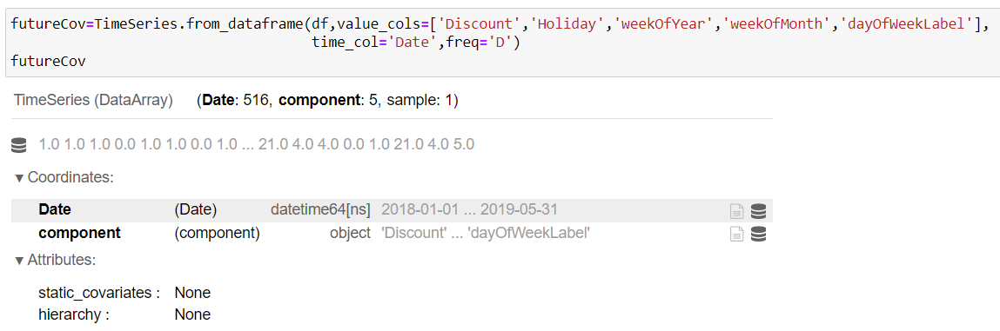 futureCov=TimeSeries.from_dataframe(df,value_cols=['Discount','Holiday','weekOfYear','weekOfMonth','dayOfWeekLabel'],
time_col='Date',freq='D')
futureCov
TimeSeries (DataArray) (Date: 516, component: 5, sample: 1)
1.0 1.0 1.0 0.0 1.0 1.0 0.0 1.0 ... 21.0 4.0 4.0 0.0 1.0 21.0 4.0 5.0
▼ Coordinates:
Date (Date) datetime64[ns] 2018-01-01 ... 2019-05-31
component (component) object 'Discount' ... 'dayOfWeekLabel'
▼ Attributes:
static_covariates : None
hierarchy : None